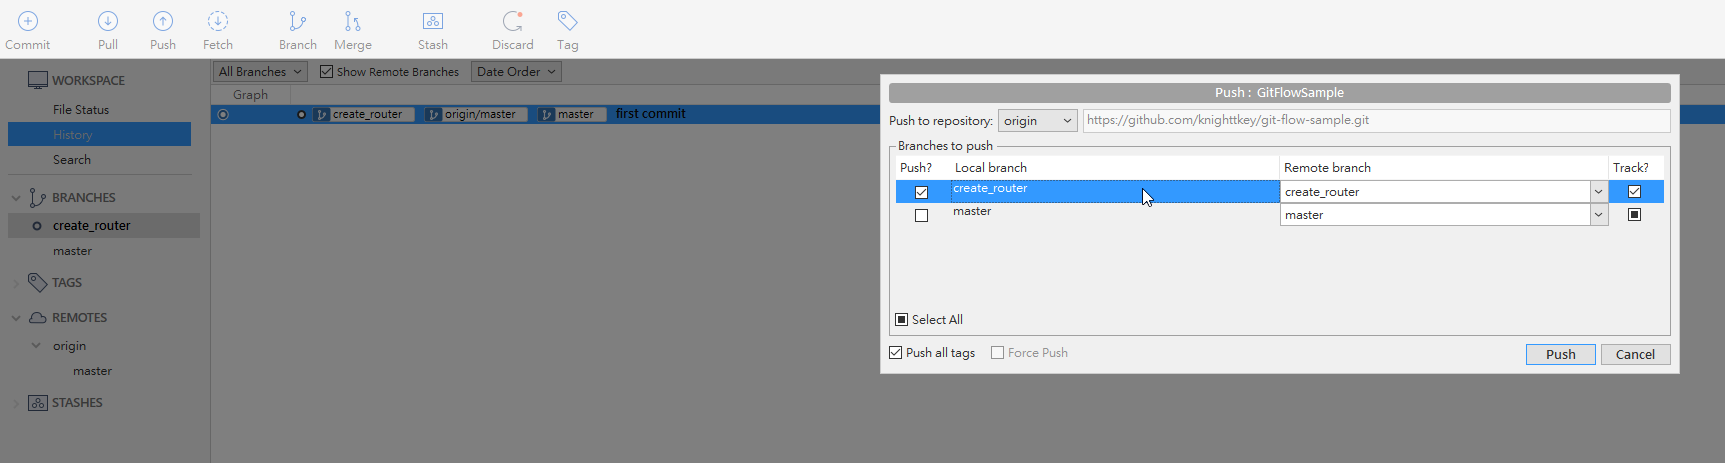 Commit Pull Push Fetch Branch Merge Stash Discard Tag
WORKSPACE
File Status
History
Search
BRANCHES
create_router
master
TAGS
REMOTES
origin
master
STASHES
All Branches Show Remote Branches Date Order
Graph
create_router origin/master master first commit
Push : GitFlowSample
Push to repository: origin https://github.com/knighttkey/git-flow-sample.git
Branches to push
Push? Local branch Remote branch Track?
create_router create_router
master master
Select All
Push all tags Force Push Push Cancel